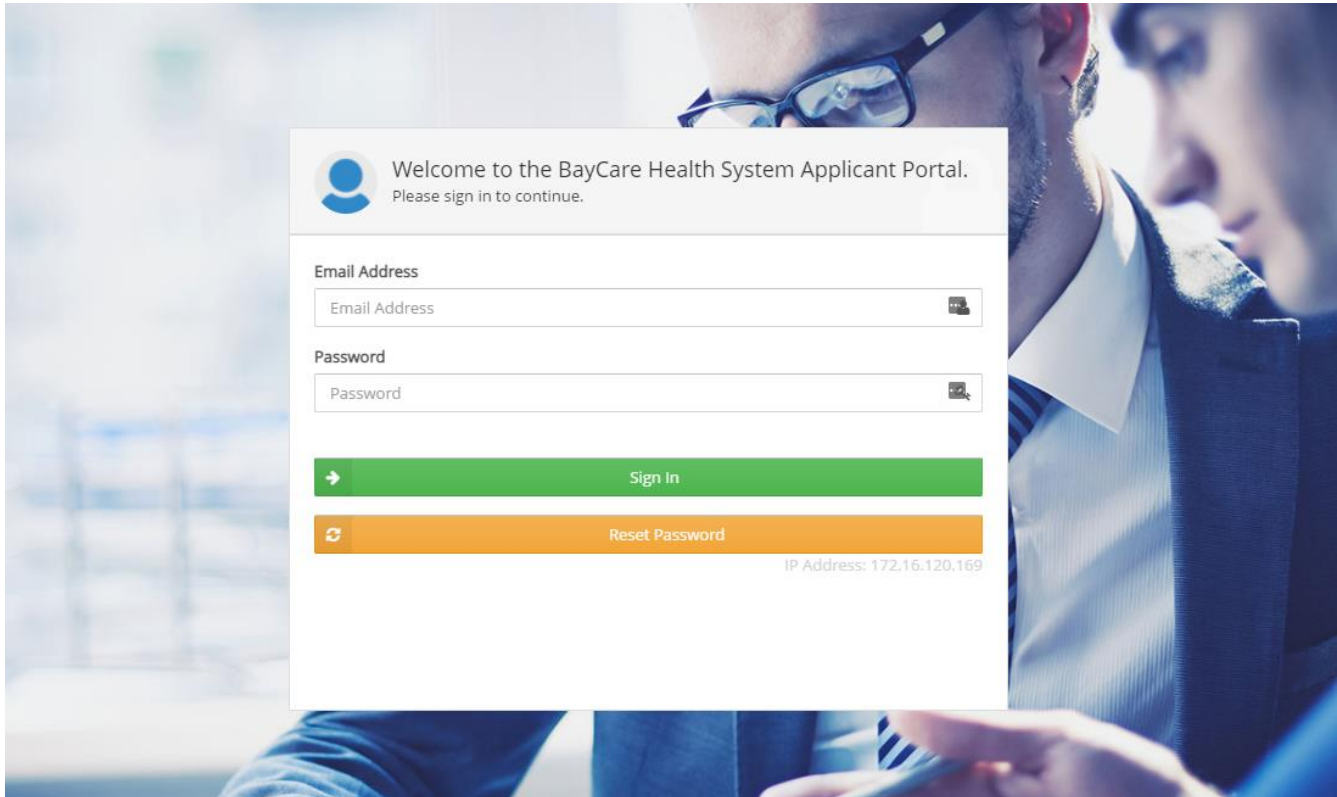 Welcome to the BayCare Health System Applicant Portal.
Please sign in to continue.
Email Address
Email Address
Password
Password
Sign In
Reset Password
IP Address: 172.16.120.169